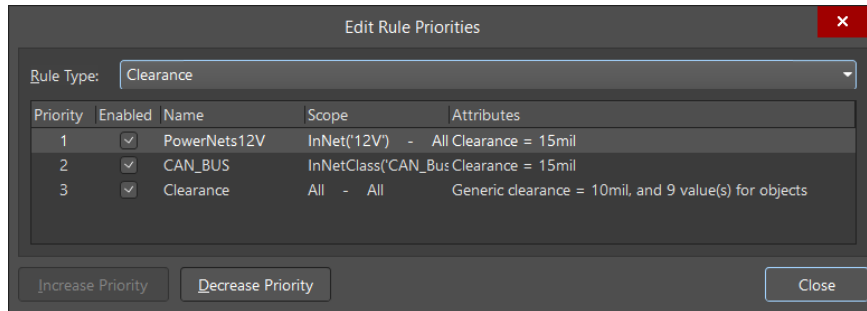 Edit Rule Priorities
Rule Type: Clearance
Priority Enabled Name Scope Attributes
1 PowerNets12V InNet('12V') - All Clearance = 15mil
2 CAN_BUS InNetClass('CAN_Bus Clearance = 15mil
3 Clearance All - All Generic clearance = 10mil, and 9 value(s) for objects
Increase Priority Decrease Priority Close